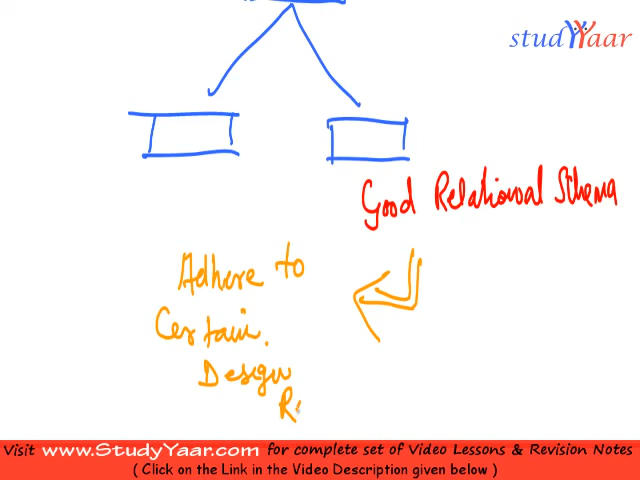 studYYaar
Good Relational Schema
Adhere to
Certain
Design
R
Visit www.StudyYaar.com for complete set of Video Lessons & Revision Notes
( Click on the Link in the Video Description given below )